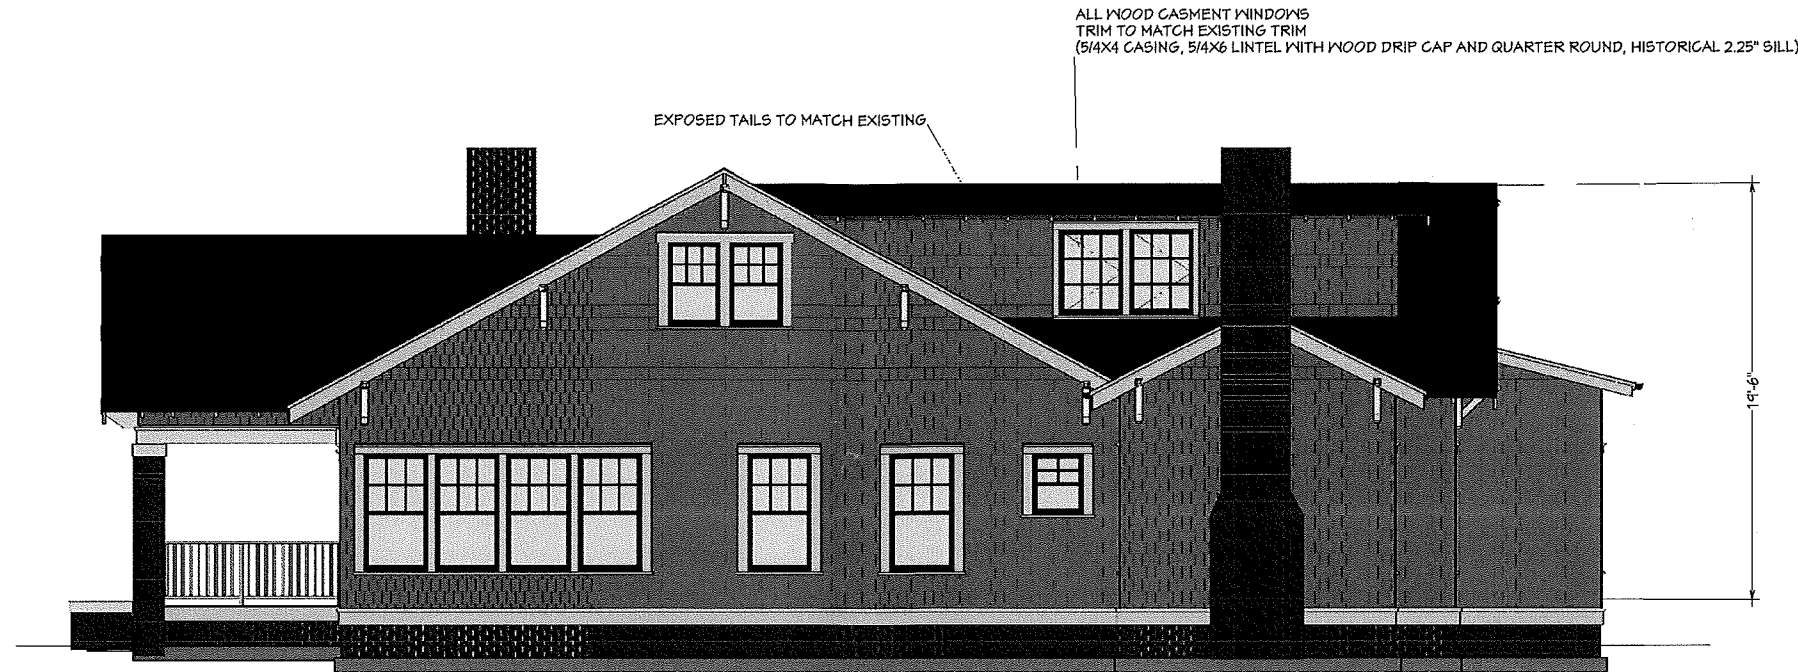 ALL WOOD CASMENT WINDOWS
TRIM TO MATCH EXISTING TRIM
(5/4X4 CASING, 5/4X6 LINTEL WITH WOOD DRIP CAP AND QUARTER ROUND, HISTORICAL 2.25" SILL)
EXPOSED TAILS TO MATCH EXISTING
19'-6"